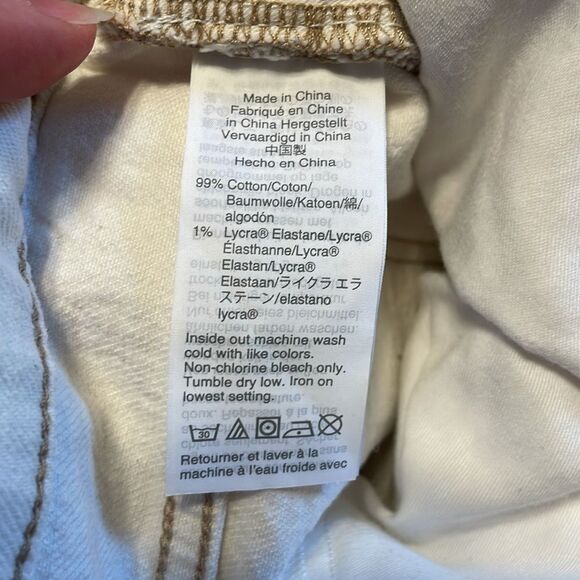 Made in China
Fabriqué en Chine
in China Hergestellt
Vervaardigd in China
中国製
Hecho en China
99% Cotton/Coton/
Baumwolle/Katoen/綿/
algodón
1% Lycra® Elastane/Lycra®
Élasthanne/Lycra®
Elastan/Lycra®
Elastaan/ライクラ エラ
ステーン/elastano
lycra®
Inside out machine wash
cold with like colors.
Non-chlorine bleach only.
Tumble dry low. Iron on
lowest setting.
30
Retourner et laver à la
machine à l'eau froide avec